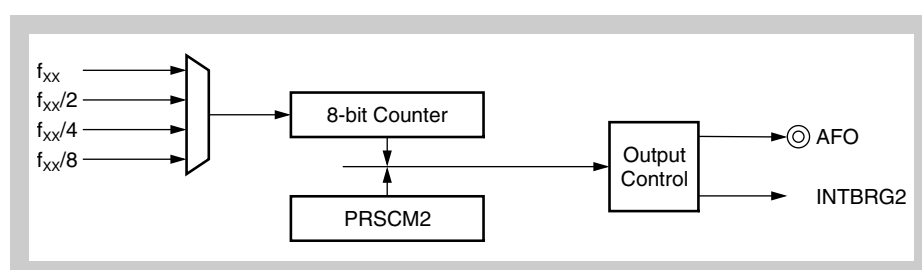 fXX
fXX/2
fXX/4
fXX/8
8-bit Counter
PRSCM2
Output
Control
AFO
INTBRG2